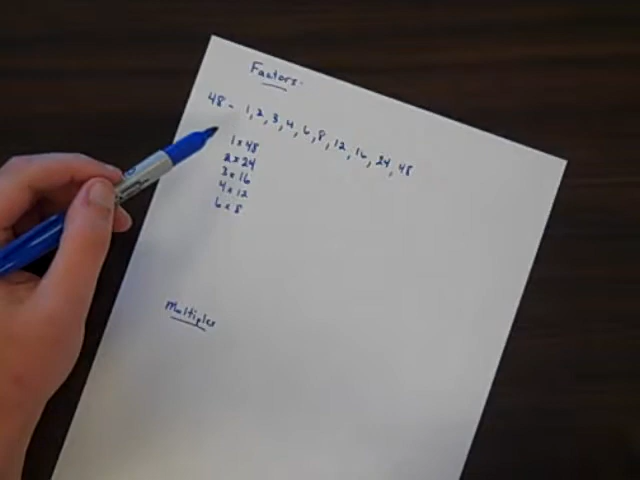 Factors.
48 - 1, 2, 3, 4, 6, 8, 12, 16, 24, 48
1 x 48
2 x 24
3 x 16
4 x 12
6 x 8
Multiples